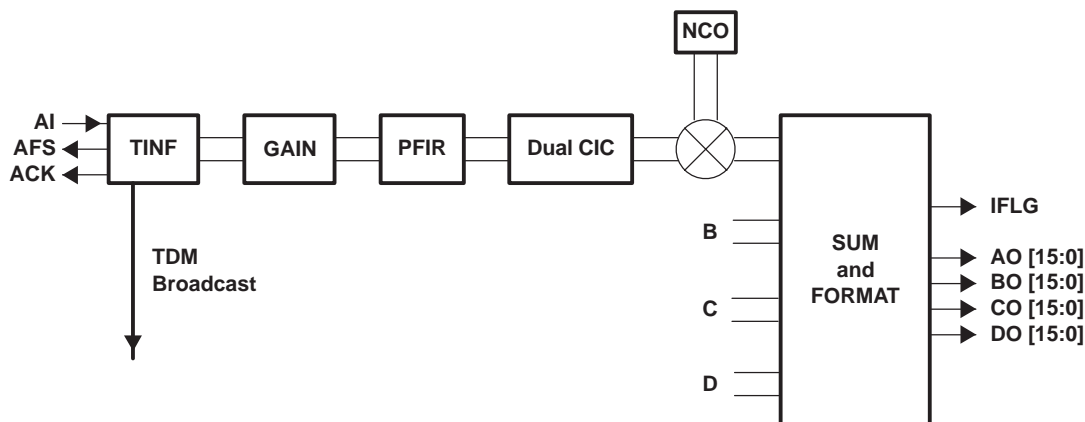 NCO
AI
AFS
ACK
TINF
GAIN
PFIR
Dual CIC
TDM
Broadcast
B
C
D
SUM
and
FORMAT
IFLG
AO [15:0]
BO [15:0]
CO [15:0]
DO [15:0]